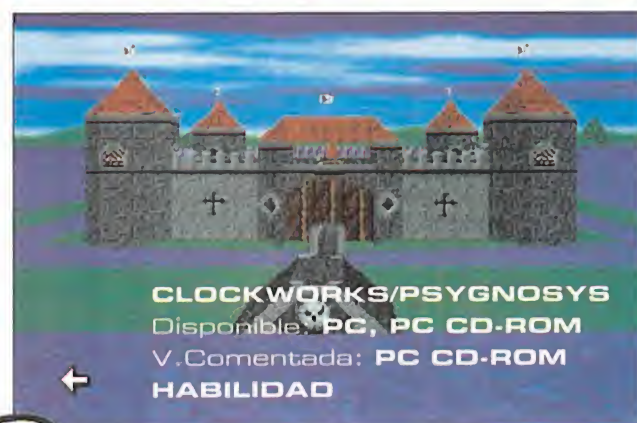 CLOCKWORKS/PSYGNOSYS
Disponible: PC, PC CD-ROM
V.Comentada: PC CD-ROM
HABILIDAD